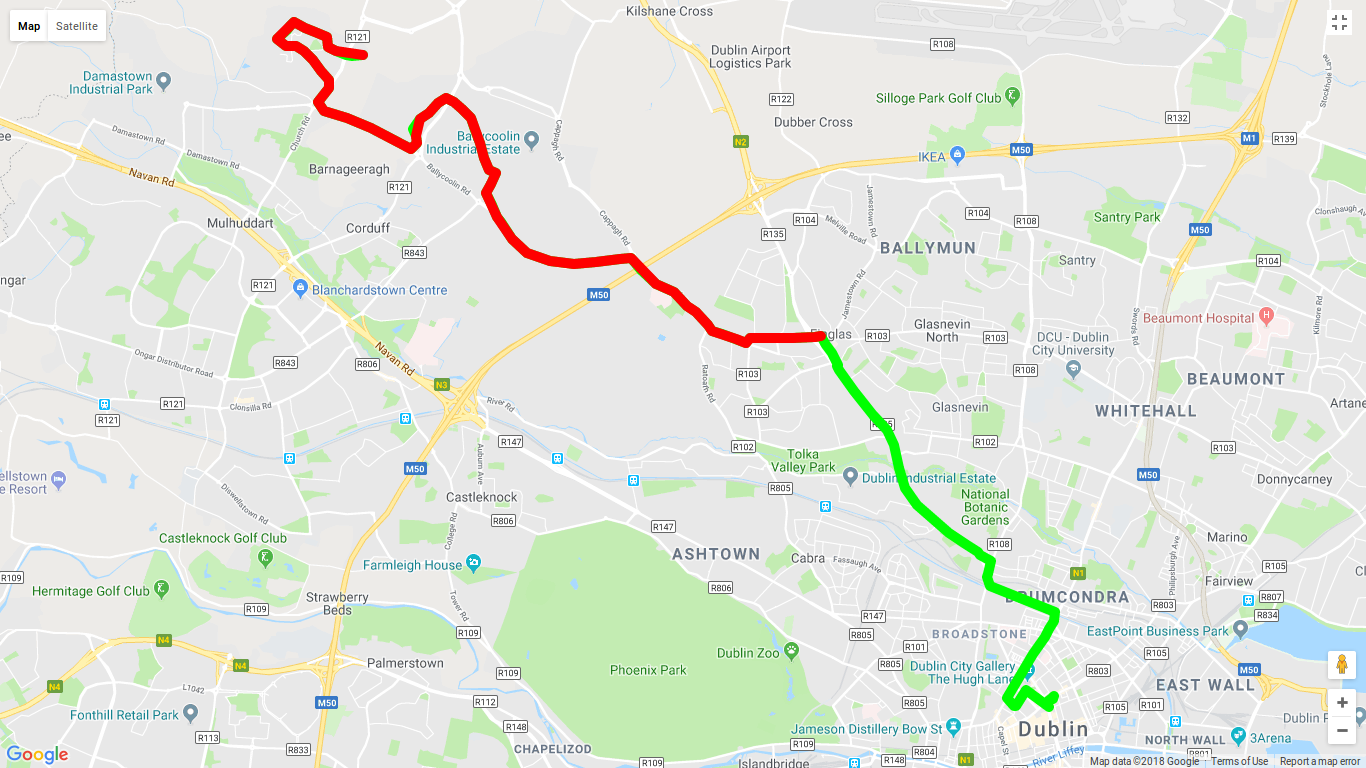 Map
Satellite
Kilshane Cross
R121
R108
Dublin Airport
Logistics Park
Damastown
Industrial Park
R122
Silloge Park Golf Club
Stockhole Lane
Dubber Cross
R132
Damastown Rd
Church Rd
Damastown Rd
Cappagh Rd
Industrial Estate
N2
M50
M1
R139
IKEA
Navan Rd
Barnageeragh
Ballycoolin Rd
R121
Jamestown Rd
Mulhuddart
Corduff
Cappagh Rd
R104
Melville Road
R104
R108
Santry Park
R135
M50
R843
BALLYMUN
Santry
R104
R121
Blanchardstown Centre
M50
Jamestown Rd
Beaumont Hospital
Kilmore Rd
Swords Rd
Glasnevin
North
R103
R103
DCU - Dublin
City University
Navan Rd
Ongar Distributor Road
R843
R806
R103
R108
BEAUMONT
N3
Ratoath Rd
Clonsilla Rd
R121
R121
River Rd
R103
Glasnevin
WHITEHALL
R147
R102
R102
R103
Tolka
Valley Park
Auburn Ave
M50
Dublin Industrial Estate
M50
R805
Donnycarney
Diswellstown Rd
Castleknock
National
Botanic
Gardens
R806
R147
College Rd
Castleknock Golf Club
ASHTOWN
Cabra
Fassaugh Ave
R108
Marino
Philipsburgh Ave
Farmleigh House
R109
R105
N1
Fairview
Hermitage Golf Club
R806
Strawberry
Beds
R109
Tower Rd
R803
R807
R834
R147
R109
R805
BROADSTONE
EastPoint Business Park
N4
R101
R105
Palmerstown
Dublin Zoo
R805
N4
Dublin City Gallery
The Hugh Lane
R803
M50
Phoenix Park
R109
N4
L1042
M50
R112
EAST WALL
R805
R105
R101
Fonthill Retail Park
R148
Jameson Distillery Bow St
Capel St
Dublin
R113
R833
CHAPELIZOD
R109
R804
NORTH WALL
3Arena
R801
R109
Islandbridge
R148
N1
River Liffey
Google
Map data ©2018 Google
Terms of Use
Report a map error